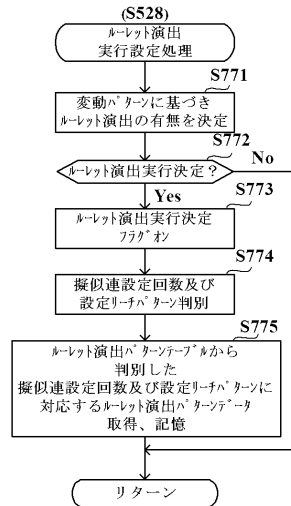 (S528)
ﾙｰﾚｯﾄ演出
実行設定処理
S771
変動ﾊﾟﾀｰﾝに基づき
ﾙｰﾚｯﾄ演出の有無を決定
S772
ﾙｰﾚｯﾄ演出実行決定？
No
Yes
S773
ﾙｰﾚｯﾄ演出実行決定
ﾌﾗｸﾞオン
S774
擬似連設定回数及び
設定ﾘｰﾁﾊﾟﾀｰﾝ判別
S775
ﾙｰﾚｯﾄ演出ﾊﾟﾀｰﾝﾃｰﾌﾞﾙから
判別した
擬似連設定回数及び設定ﾘｰﾁﾊﾟﾀｰﾝに
対応するﾙｰﾚｯﾄ演出ﾊﾟﾀｰﾝﾃﾞｰﾀ
取得、記憶
リターン